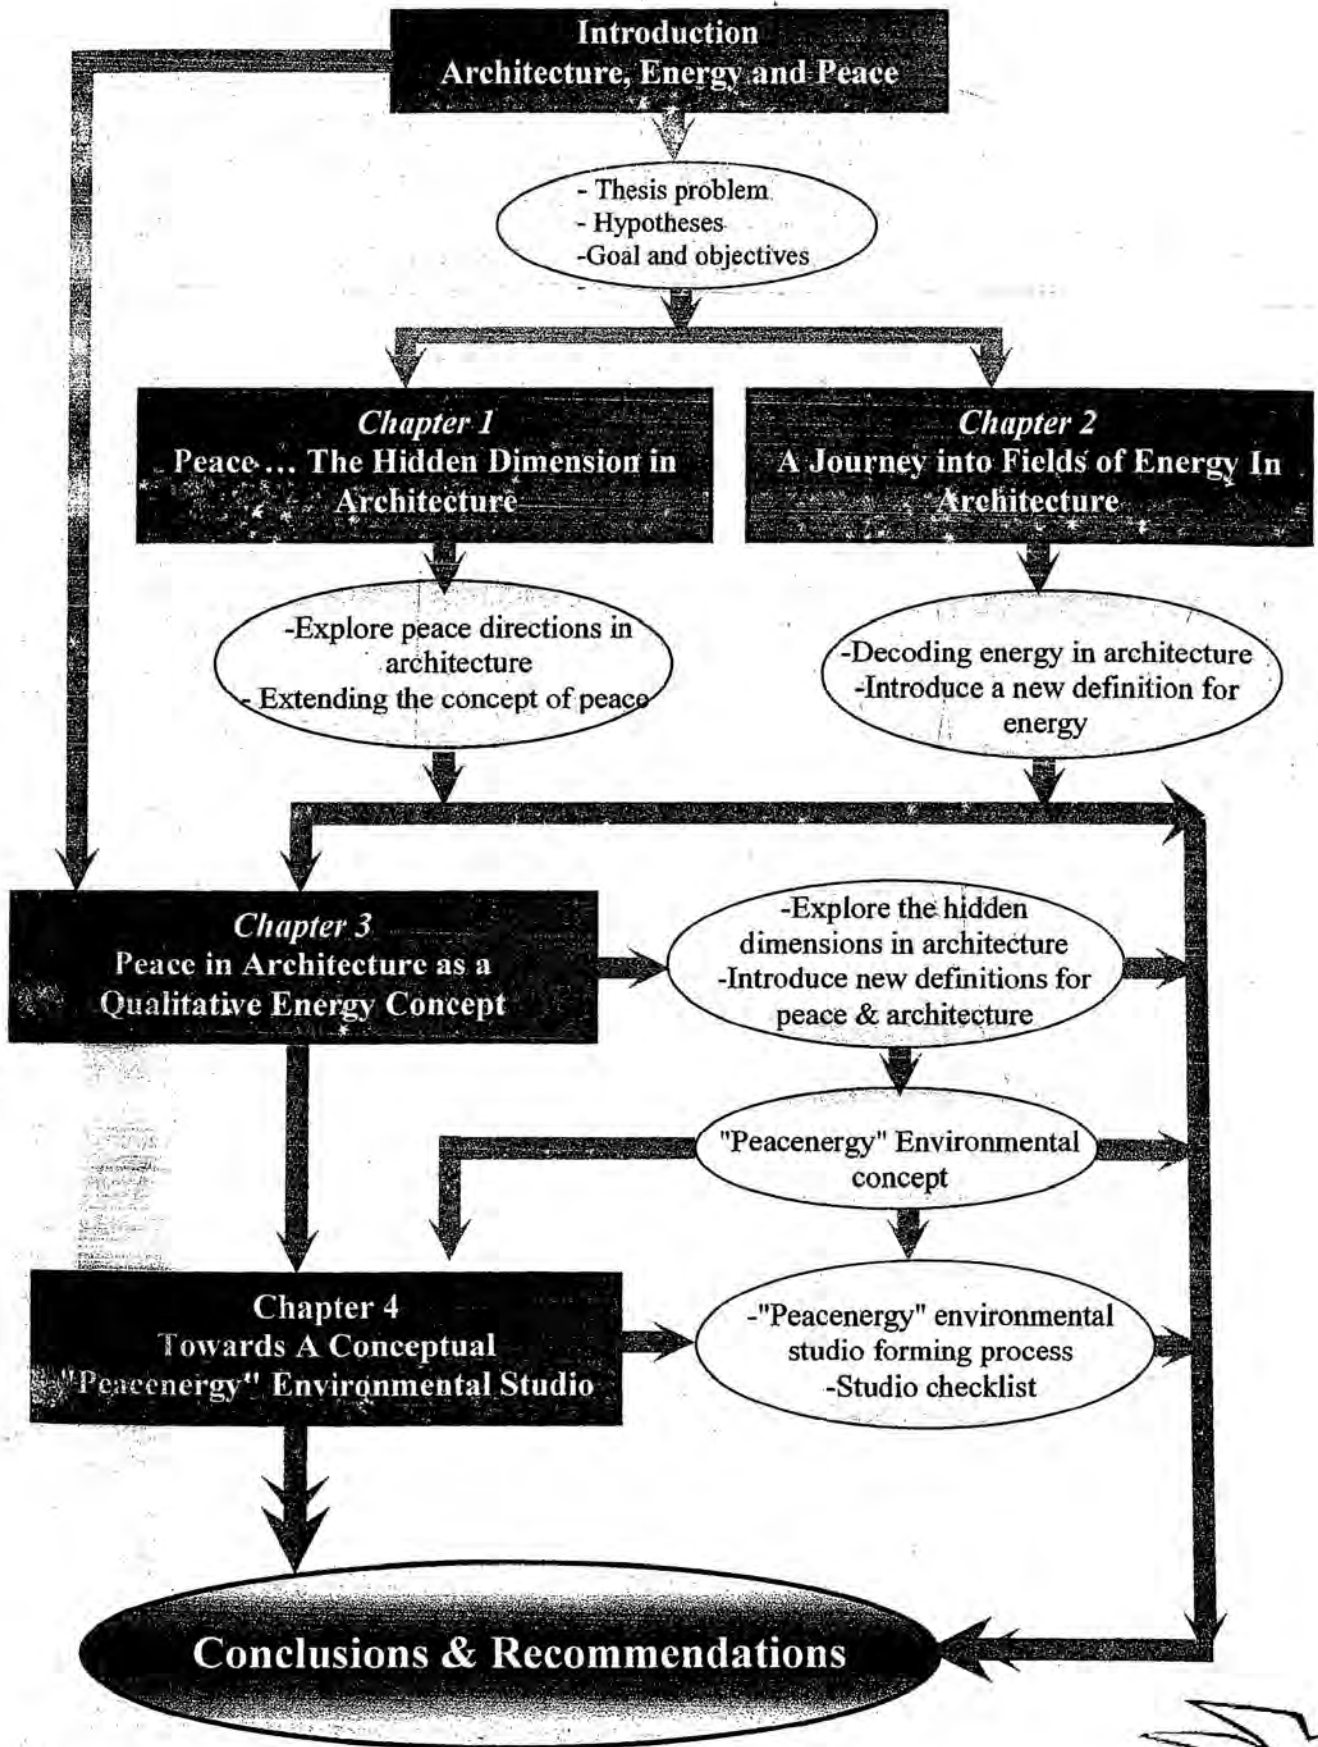 Introduction
Architecture, Energy and Peace
- Thesis problem
- Hypotheses
-Goal and objectives
-
Chapter 1
Peace ... The Hidden Dimension in
Architecture
Chapter 2
A Journey into Fields of Energy In
Architecture
-Explore peace directions in
architecture
- Extending the concept of peace
-Decoding energy in architecture
-Introduce a new definition for
energy
Chapter 3
Peace in Architecture as a
Qualitative Energy Concept
-Explore the hidden
dimensions in architecture
-Introduce new definitions for
peace & architecture
"Peacenergy" Environmental
concept
Chapter 4
Towards A Conceptual
"Peacenergy" Environmental Studio
-"Peacenergy" environmental
studio forming process
-Studio checklist
Conclusions & Recommendations